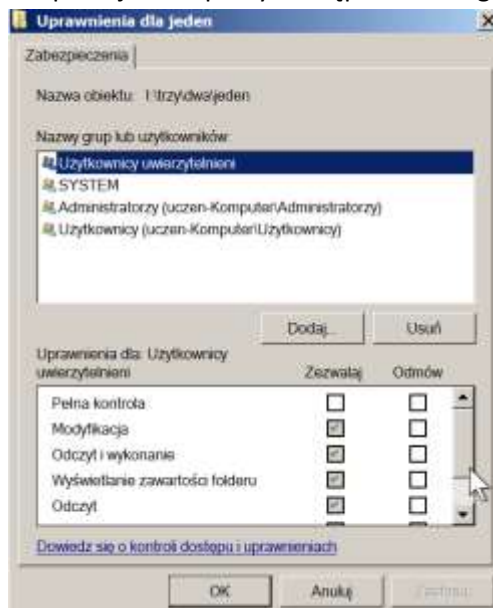 Uprawnienia dla jeden
Zabezpieczenia
Nazwa obiektu: I:\trzy\dwa\jeden
Nazwy grup lub użytkowników:
Użytkownicy uwierzytelnieni
SYSTEM
Administratorzy (uczen-Komputer\Administratorzy)
Użytkownicy (uczen-Komputer\Użytkownicy)
Dodaj...
Usuń
Uprawnienia dla: Użytkownicy
uwierzytelnieni
Zezwalaj
Odmów
Pełna kontrola
Modyfikacja
Odczyt i wykonanie
Wyświetlanie zawartości folderu
Odczyt
Dowiedz się o kontroli dostępu i uprawnieniach
OK
Anuluj
Zastosuj